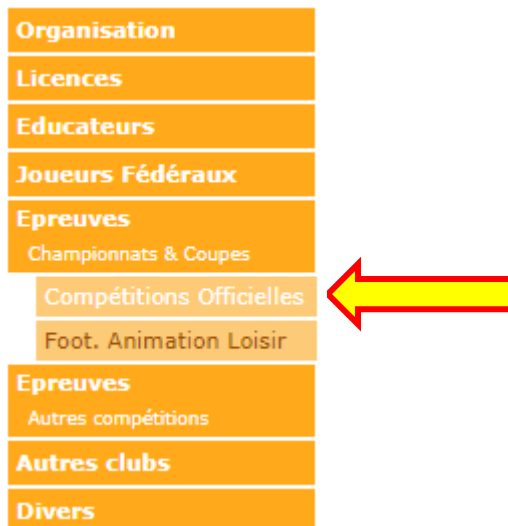 Organisation
Licences
Educateurs
Joueurs Fédéraux
Epreuves
Championnats & Coupes
Compétitions Officielles
Foot. Animation Loisir
Epreuves
Autres compétitions
Autres clubs
Divers